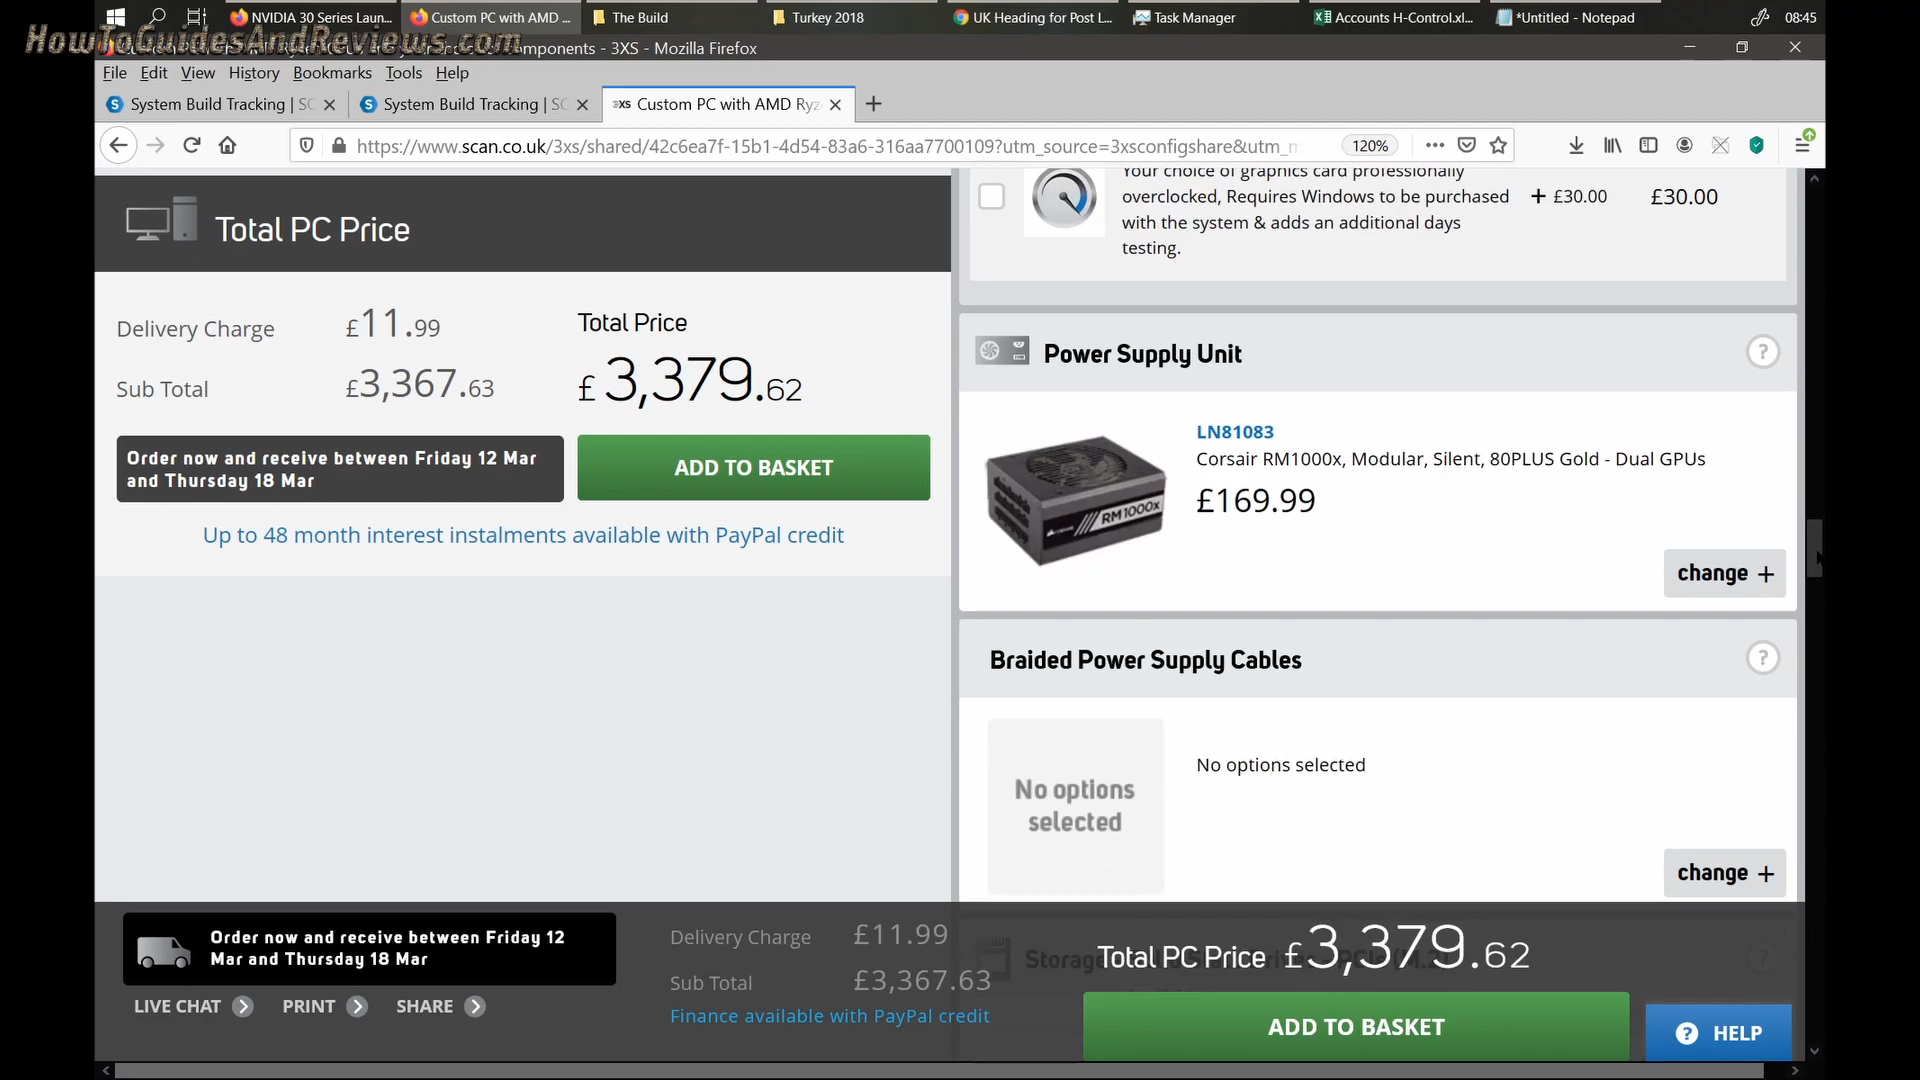 NVIDIA 30 Series Laun...
Custom PC with AMD ...
The Build
Turkey 2018
UK Heading for Post L...
Task Manager
Accounts H-Control.xl...
*Untitled - Notepad
08:45
HowToGuidesAndReviews.com
omponents - 3XS - Mozilla Firefox
File Edit View History Bookmarks Tools Help
System Build Tracking | SC
System Build Tracking | SC
3XS Custom PC with AMD Ryze
https://www.scan.co.uk/3xs/shared/42c6ea7f-15b1-4d54-83a6-316aa7700109?utm_source=3xsconfigshare&utm_m
120%
Total PC Price
Delivery Charge £11.99
Sub Total £3,367.63
Total Price
£3,379.62
Order now and receive between Friday 12 Mar
and Thursday 18 Mar
ADD TO BASKET
Up to 48 month interest instalments available with PayPal credit
Your choice of graphics card professionally
overclocked, Requires Windows to be purchased
with the system & adds an additional days
testing.
+ £30.00
£30.00
Power Supply Unit
?
RM1000x
LN81083
Corsair RM1000x, Modular, Silent, 80PLUS Gold - Dual GPUs
£169.99
change +
Braided Power Supply Cables
?
No options
selected
No options selected
change +
Order now and receive between Friday 12
Mar and Thursday 18 Mar
LIVE CHAT
PRINT
SHARE
Delivery Charge £11.99
Sub Total £3,367.63
Finance available with PayPal credit
Storage
Total PC Price £3,379.62
ADD TO BASKET
? HELP